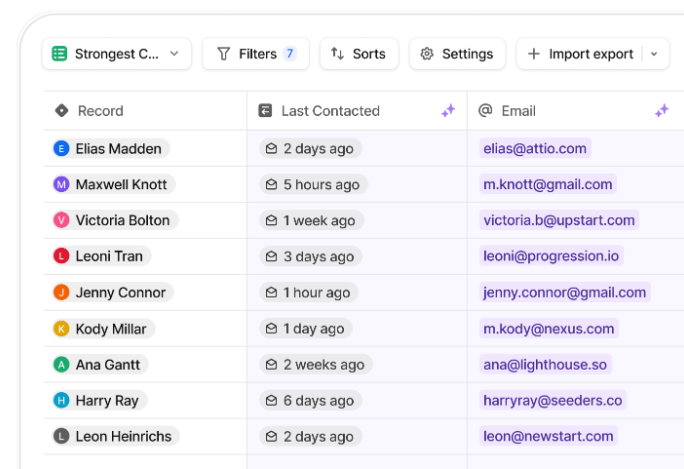 Strongest C... Filters 7 Sorts Settings Import export
Record Last Contacted Email
E Elias Madden 2 days ago elias@attio.com
M Maxwell Knott 5 hours ago m.knott@gmail.com
V Victoria Bolton 1 week ago victoria.b@upstart.com
L Leoni Tran 3 days ago leoni@progression.io
J Jenny Connor 1 hour ago jenny.connor@gmail.com
K Kody Millar 1 day ago m.kody@nexus.com
A Ana Gantt 2 weeks ago ana@lighthouse.so
H Harry Ray 6 days ago harryray@seeders.co
L Leon Heinrichs 2 days ago leon@newstart.com